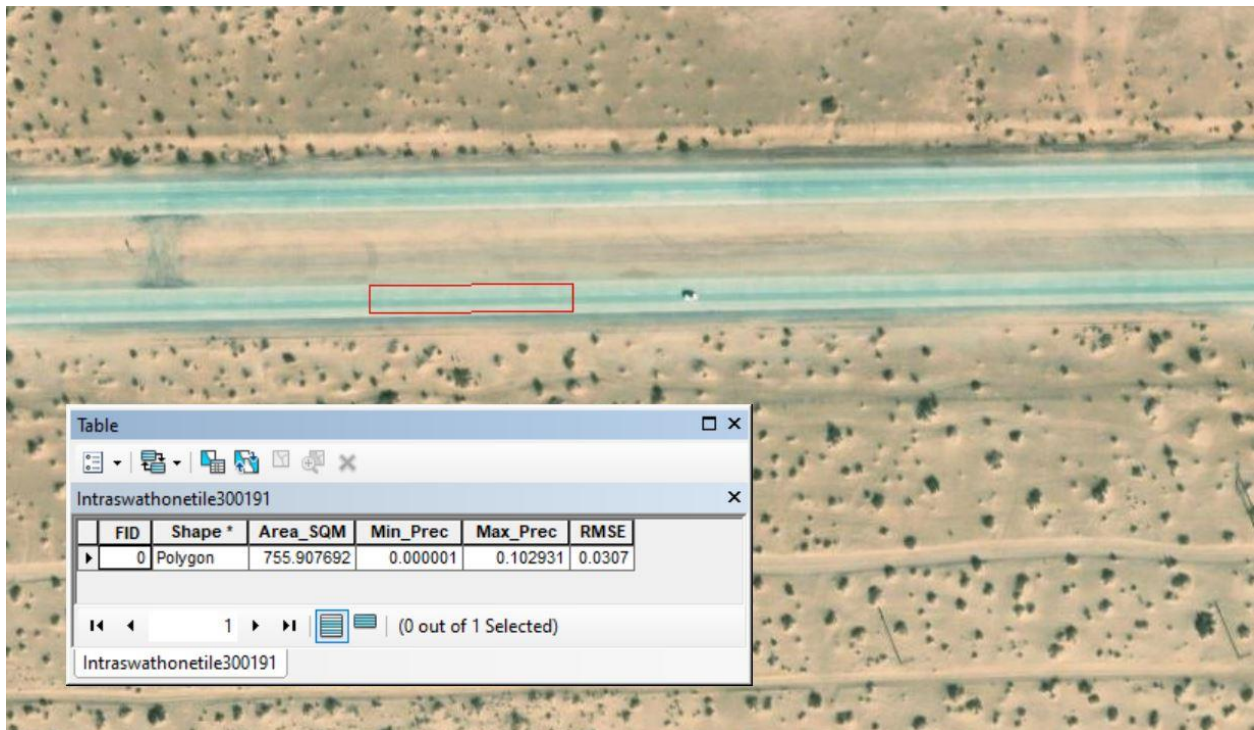 Table
Intraswathonetile300191
FID Shape * Area_SQM Min_Prec Max_Prec RMSE
0 Polygon 755.907692 0.000001 0.102931 0.0307
1 (0 out of 1 Selected)
Intraswathonetile300191